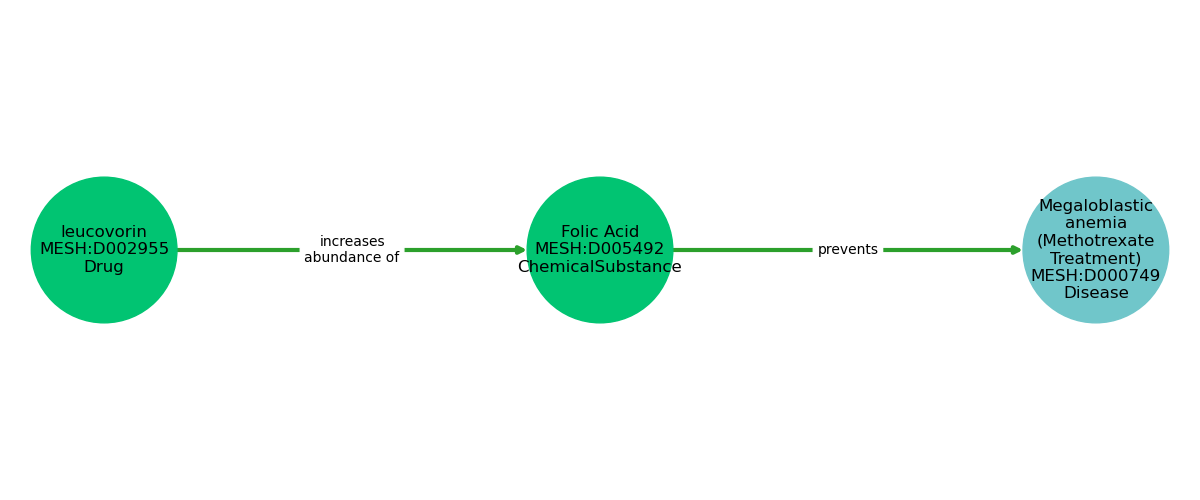 leucovorin
MESH:D002955
Drug
increases
abundance of
Folic Acid
MESH:D005492
ChemicalSubstance
prevents
Megaloblastic
anemia
(Methotrexate
Treatment)
MESH:D000749
Disease